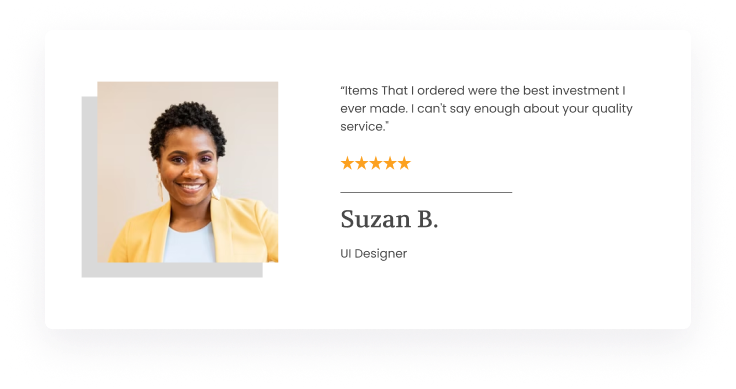 “Items That I ordered were the best investment I
ever made. I can't say enough about your quality
service."
Suzan B.
UI Designer